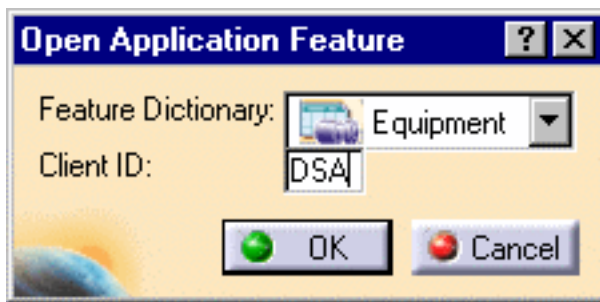 Open Application Feature ? X
Feature Dictionary: Equipment
Client ID: DSA
OK Cancel